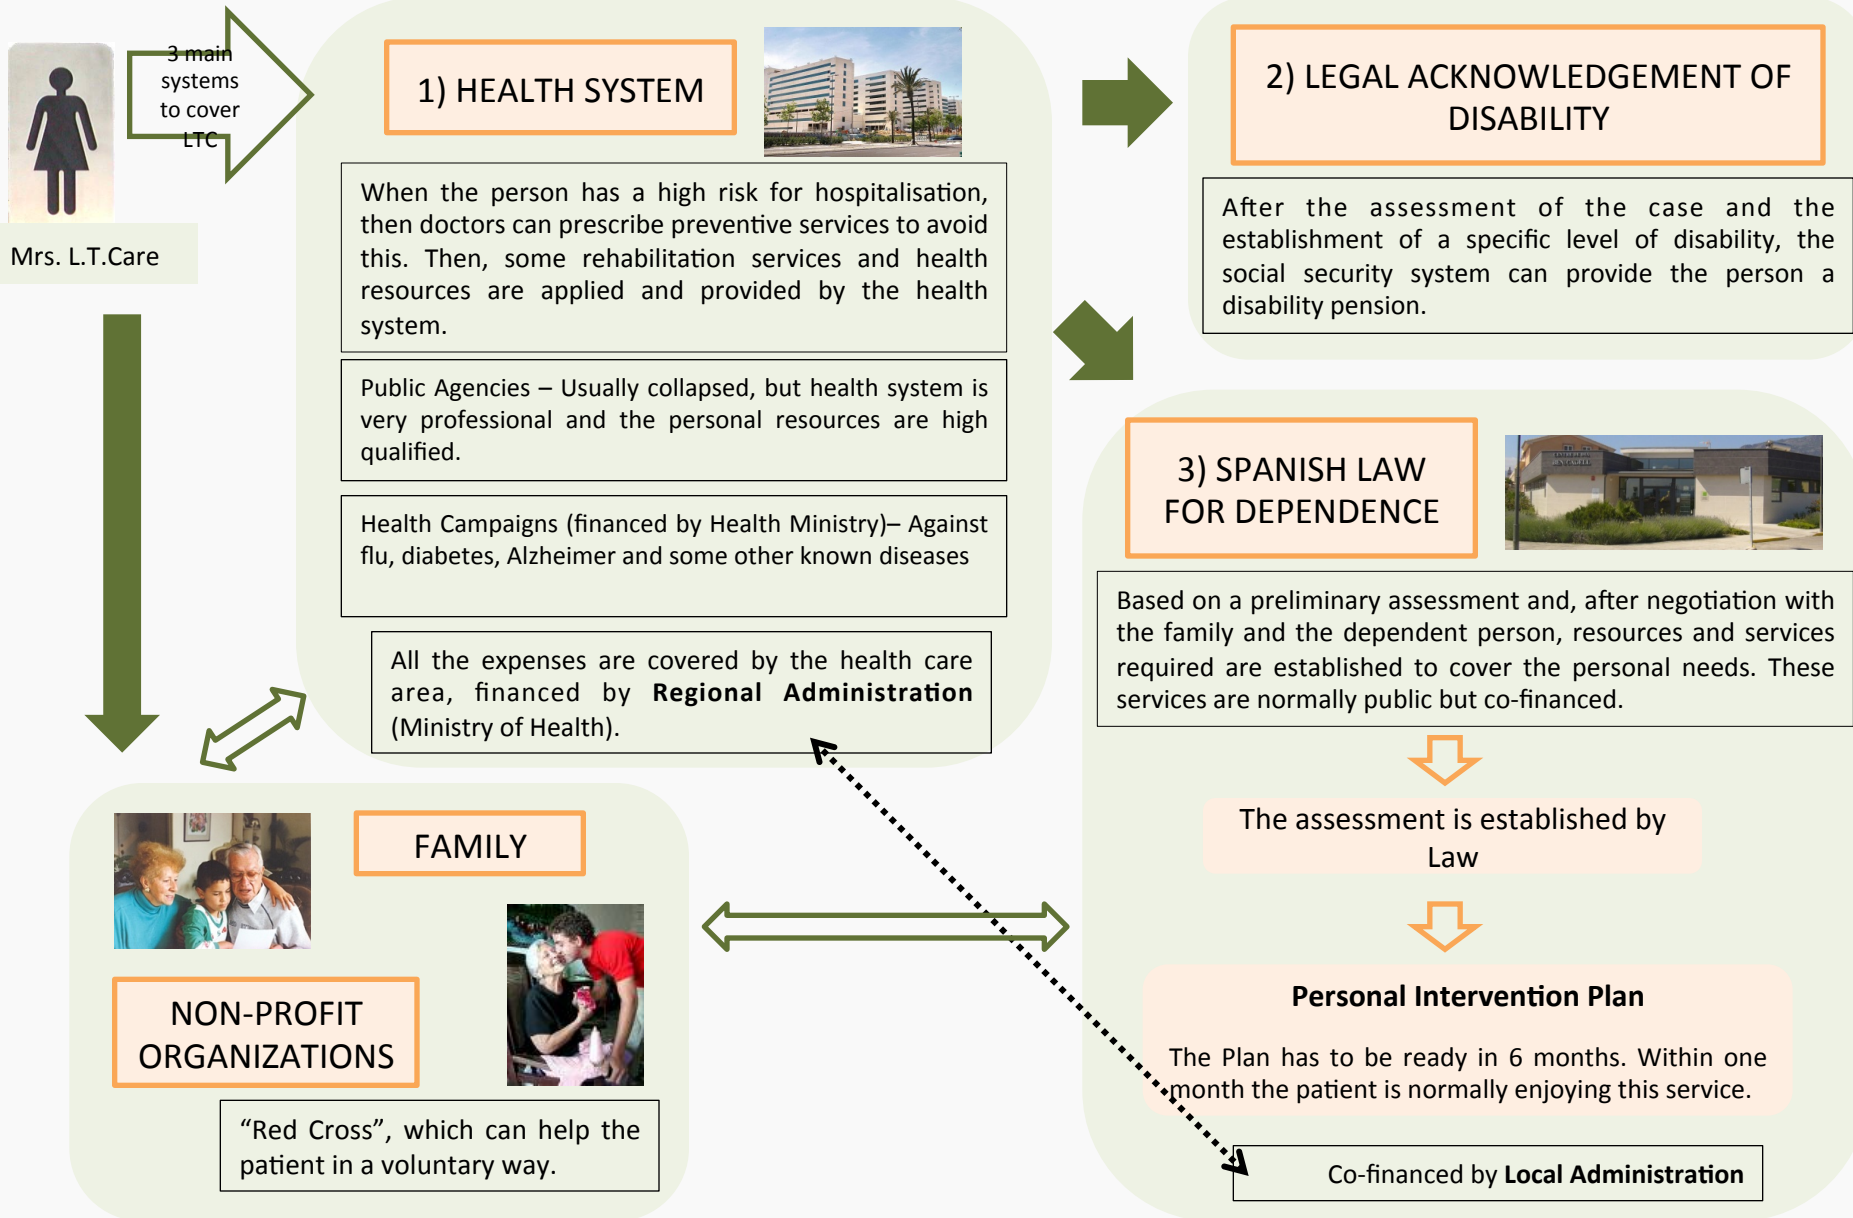 3 main
systems
to cover
LTC
Mrs. L.T.Care
1) HEALTH SYSTEM
When the person has a high risk for hospitalisation,
then doctors can prescribe preventive services to avoid
this. Then, some rehabilitation services and health
resources are applied and provided by the health
system.
Public Agencies – Usually collapsed, but health system is
very professional and the personal resources are high
qualified.
Health Campaigns (financed by Health Ministry)– Against
flu, diabetes, Alzheimer and some other known diseases
All the expenses are covered by the health care
area, financed by Regional Administration
(Ministry of Health).
2) LEGAL ACKNOWLEDGEMENT OF
DISABILITY
After the assessment of the case and the
establishment of a specific level of disability, the
social security system can provide the person a
disability pension.
3) SPANISH LAW
FOR DEPENDENCE
Based on a preliminary assessment and, after negotiation with
the family and the dependent person, resources and services
required are established to cover the personal needs. These
services are normally public but co-financed.
The assessment is established by
Law
Personal Intervention Plan
The Plan has to be ready in 6 months. Within one
month the patient is normally enjoying this service.
Co-financed by Local Administration
FAMILY
NON-PROFIT
ORGANIZATIONS
“Red Cross”, which can help the
patient in a voluntary way.